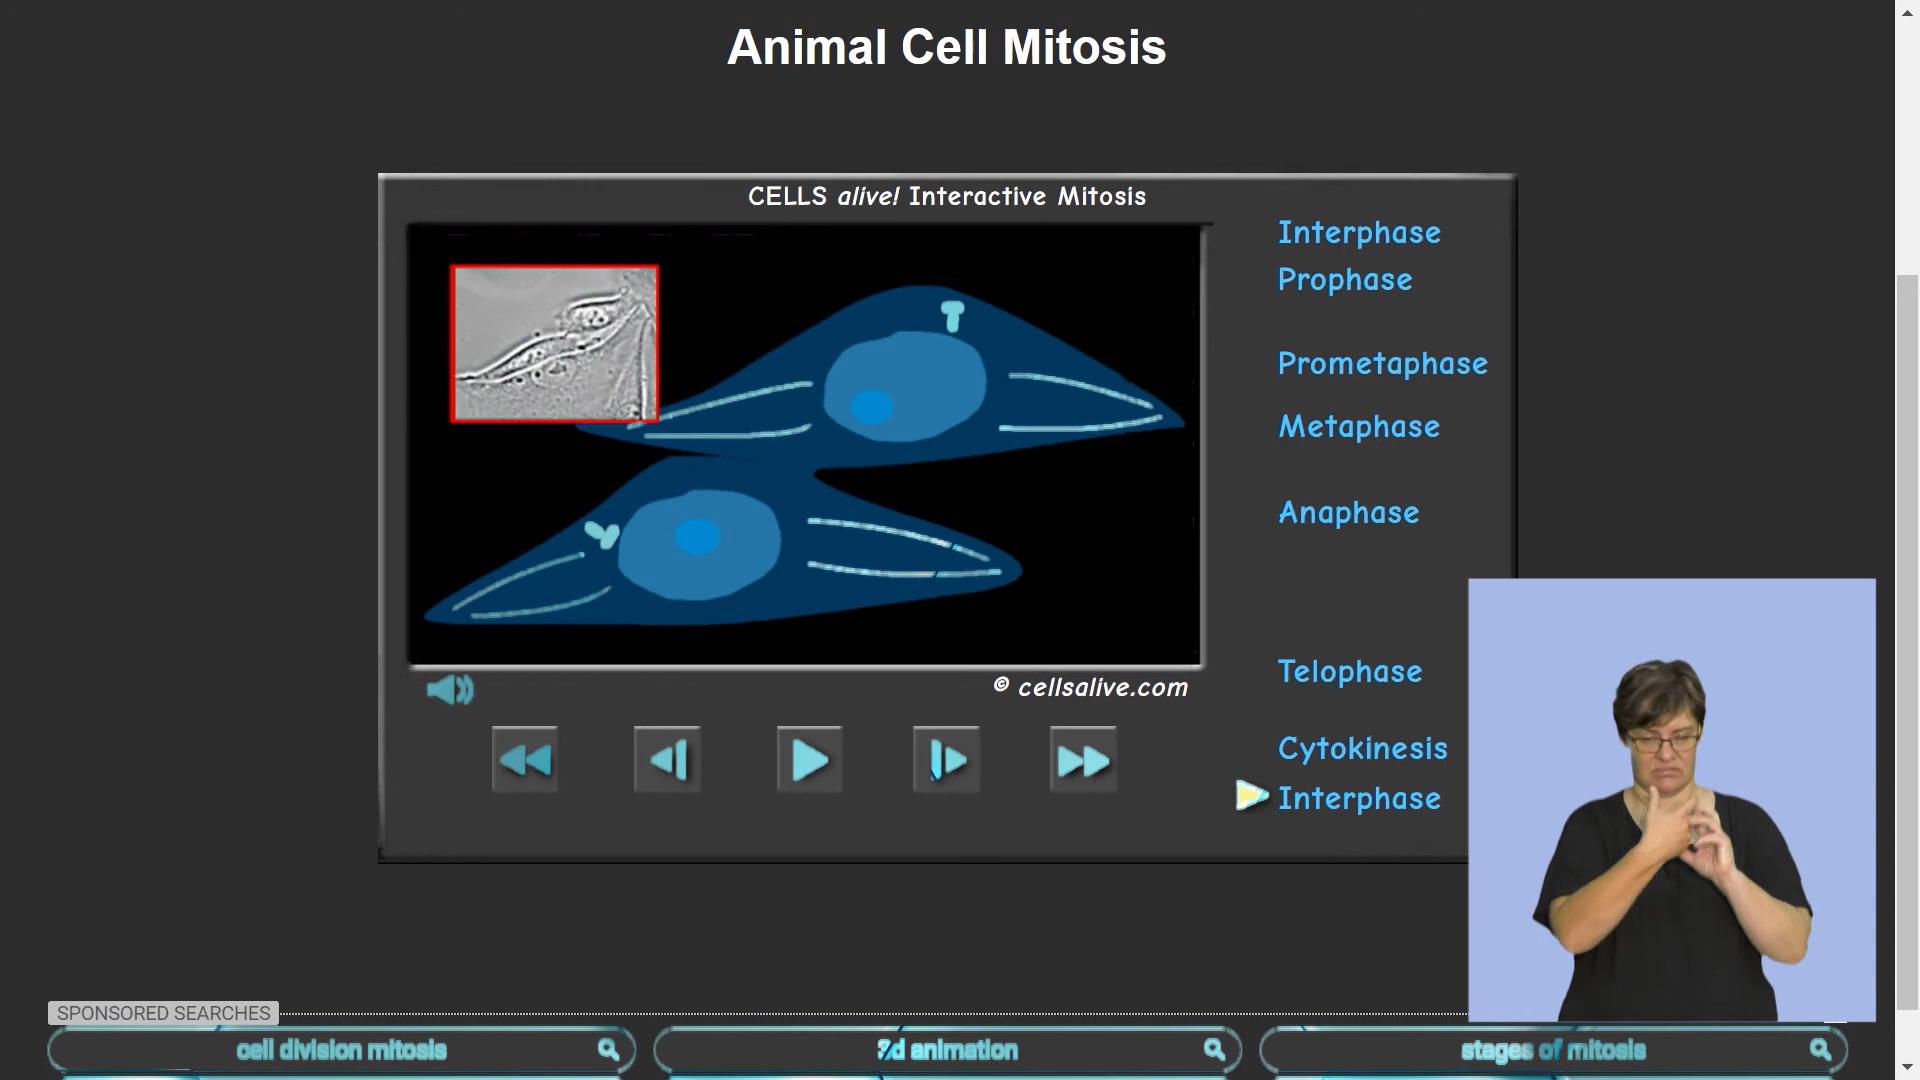 Animal Cell Mitosis
CELLS alive! Interactive Mitosis
Interphase
Prophase
Prometaphase
Metaphase
Anaphase
Telophase
Cytokinesis
Interphase
© cellsalive.com
SPONSORED SEARCHES
cell division mitosis
3d animation
stages of mitosis